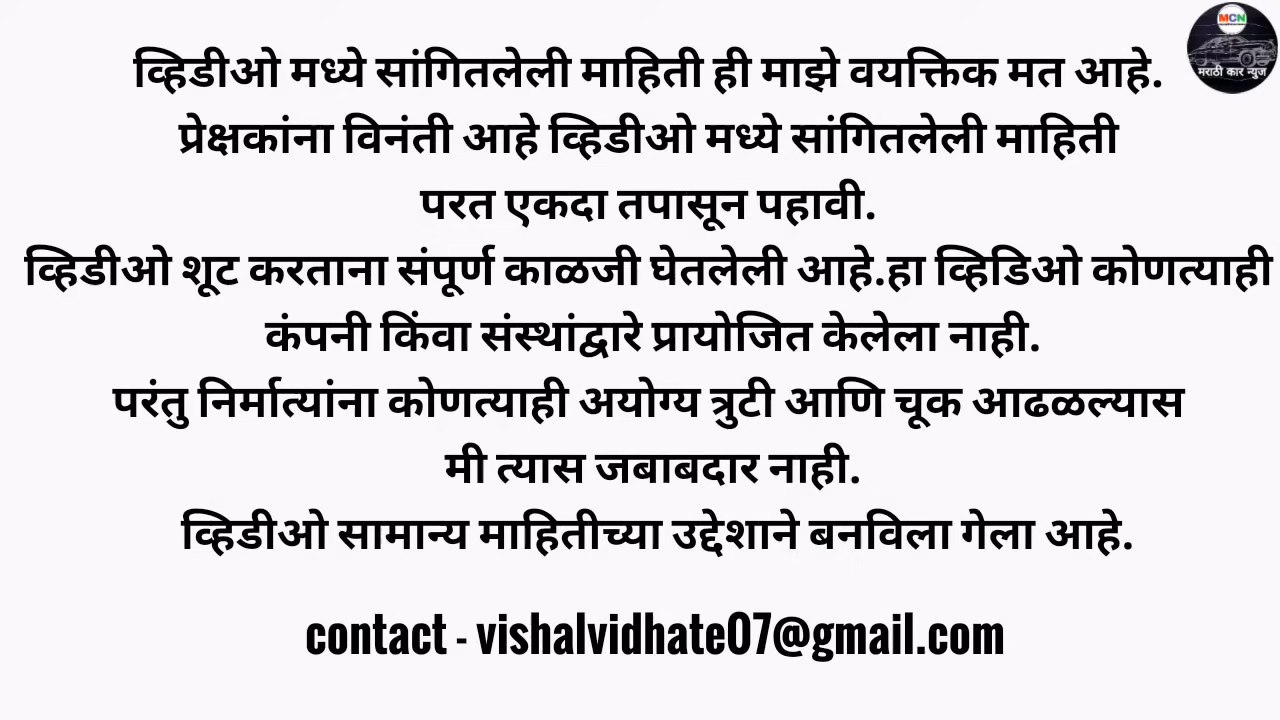 MCN
मराठी कार न्युज
व्हिडीओ मध्ये सांगितलेली माहिती ही माझे वयक्तिक मत आहे.
प्रेक्षकांना विनंती आहे व्हिडीओ मध्ये सांगितलेली माहिती
परत एकदा तपासून पहावी.
व्हिडीओ शूट करताना संपूर्ण काळजी घेतलेली आहे.हा व्हिडिओ कोणत्याही
कंपनी किंवा संस्थांद्वारे प्रायोजित केलेला नाही.
परंतु निर्मात्यांना कोणत्याही अयोग्य त्रुटी आणि चूक आढळल्यास
मी त्यास जबाबदार नाही.
व्हिडीओ सामान्य माहितीच्या उद्देशाने बनविला गेला आहे.
contact - vishalvidhate07@gmail.com